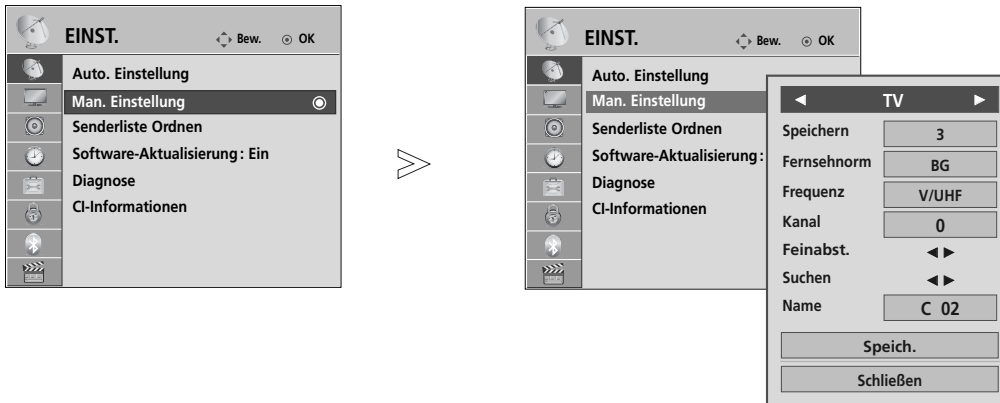 EINST.
Bew. OK
Auto. Einstellung
Man. Einstellung
Senderliste Ordnen
Software-Aktualisierung: Ein
Diagnose
CI-Informationen
EINST.
Bew. OK
Auto. Einstellung
Man. Einstellung
Senderliste Ordnen
Software-Aktualisierung:
Diagnose
CI-Informationen
◄ TV ►
Speichern 3
Fernsehnorm BG
Frequenz V/UHF
Kanal 0
Feinabst. ◄ ►
Suchen ◄ ►
Name C 02
Speich.
Schließen